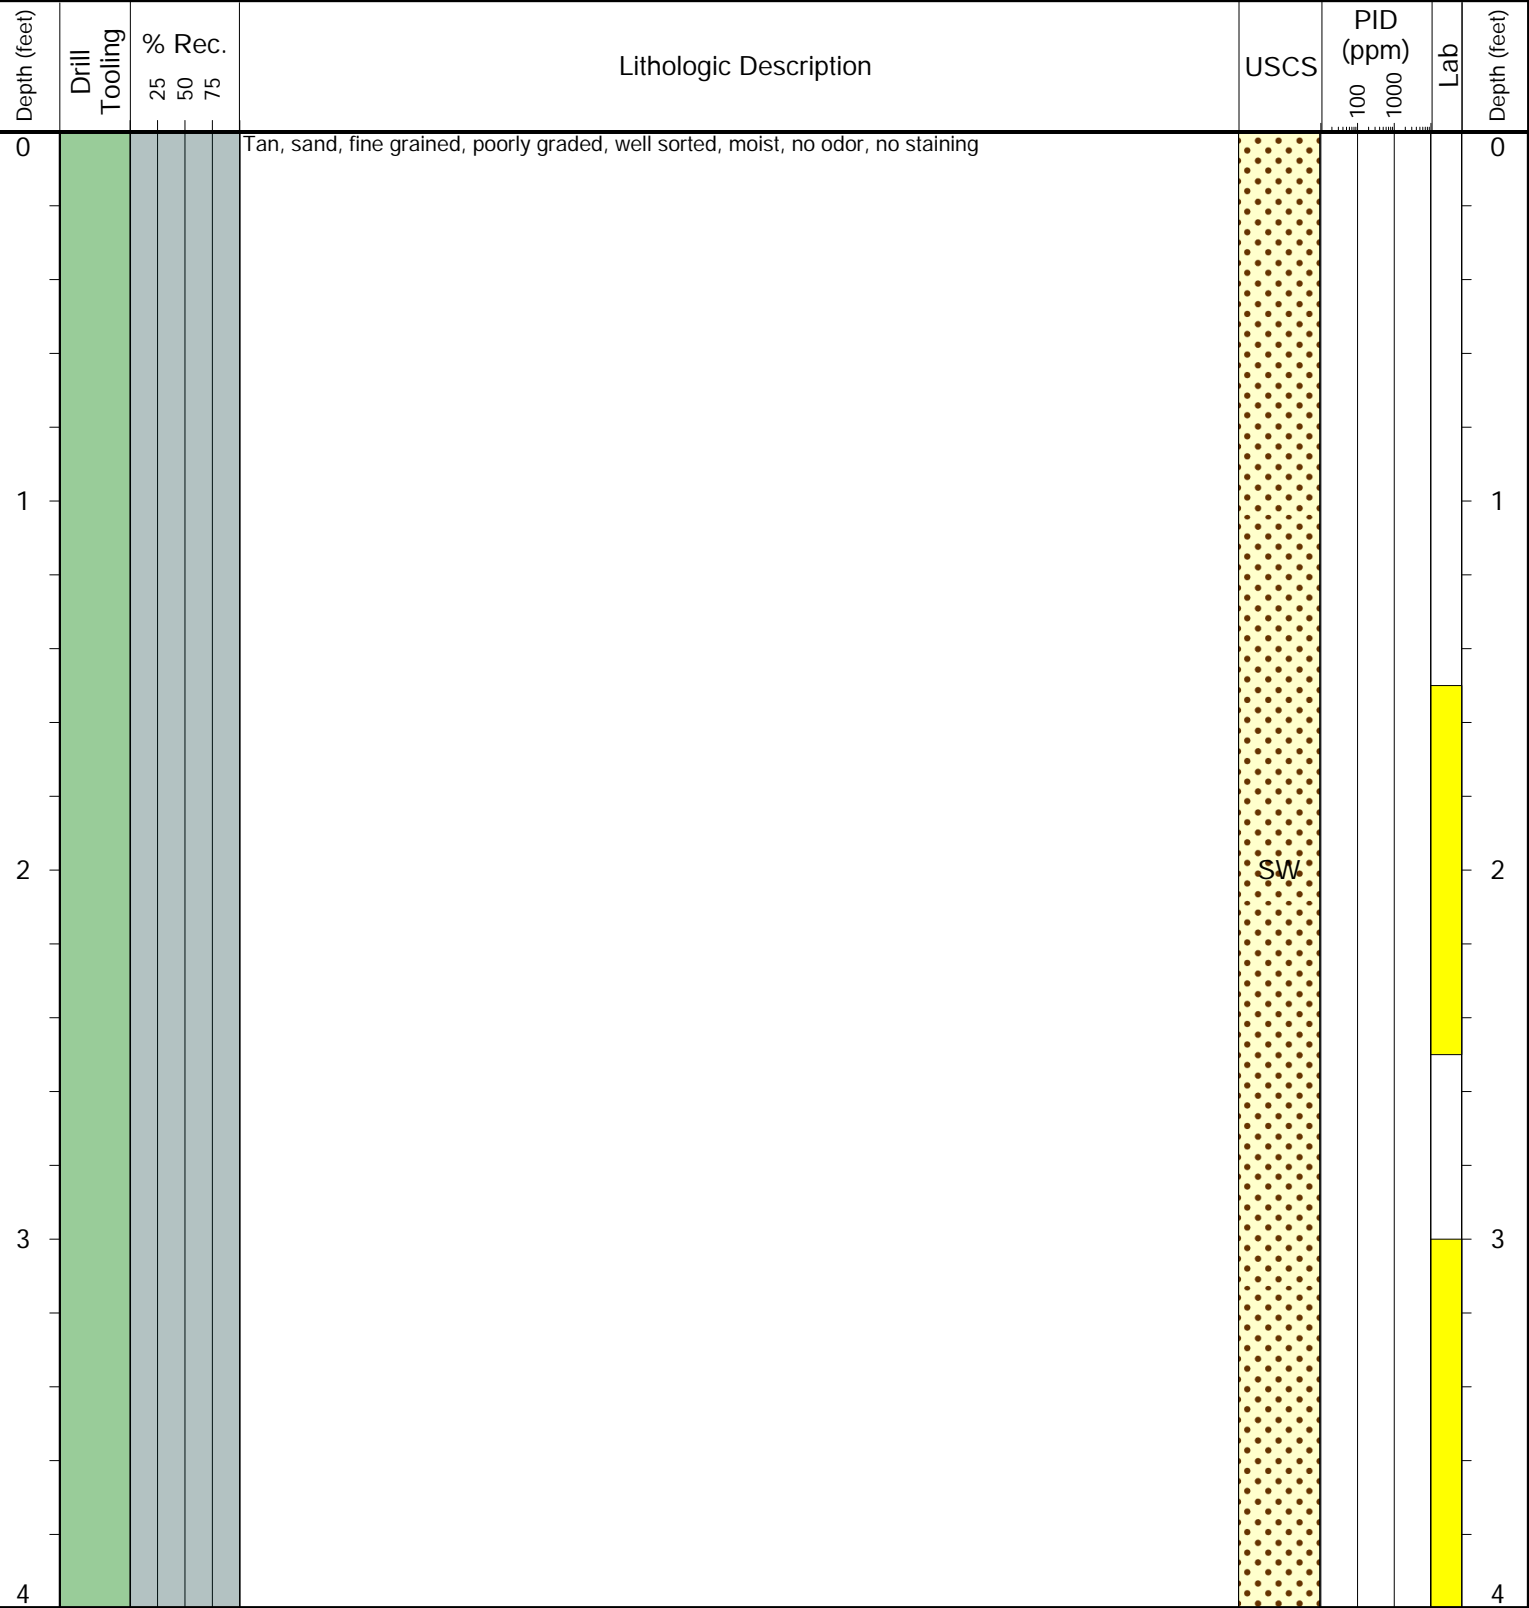 Depth (feet)
Drill
Tooling
% Rec.
25
50
75
Lithologic Description
USCS
PID
(ppm)
100
1000
Lab
Depth (feet)
0
Tan, sand, fine grained, poorly graded, well sorted, moist, no odor, no staining
0
1
1
2
SW
2
3
3
4
4